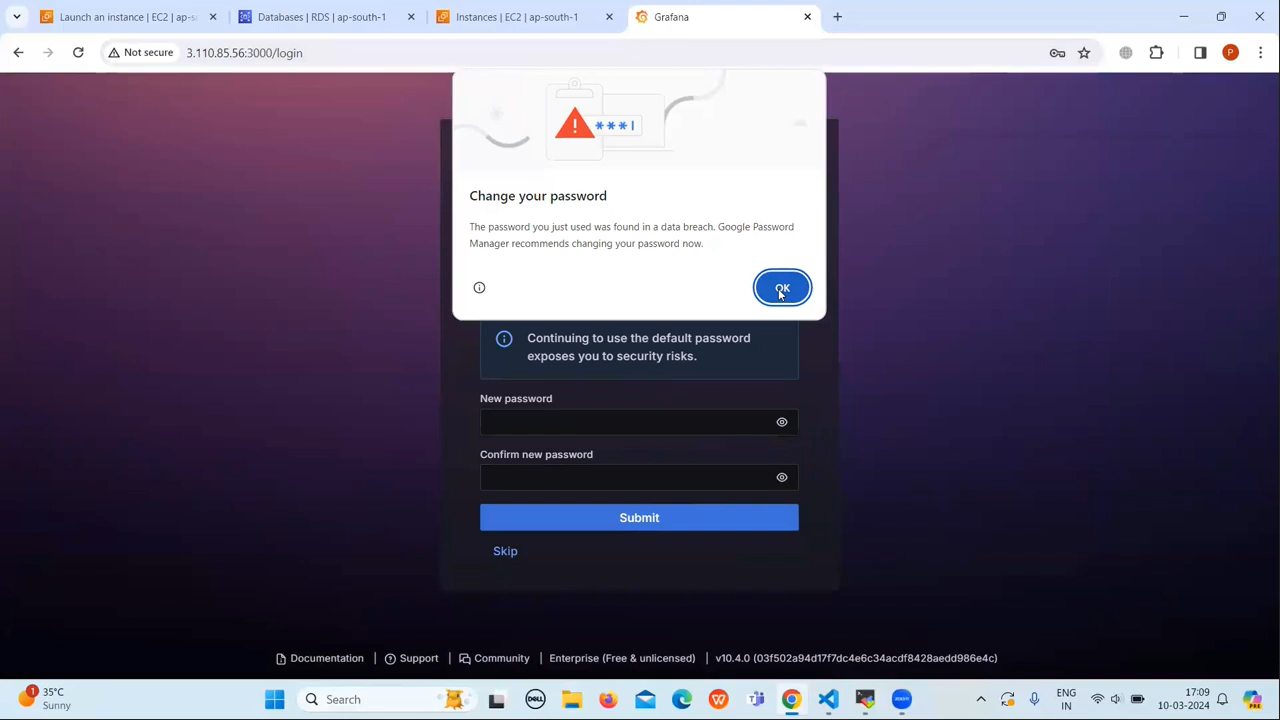 Launch an instance | EC2 | ap-s
Databases | RDS | ap-south-1
Instances | EC2 | ap-south-1
Grafana
Not secure
3.110.85.56:3000/login
P
***
Change your password
The password you just used was found in a data breach. Google Password
Manager recommends changing your password now.
OK
Continuing to use the default password
exposes you to security risks.
New password
Confirm new password
Submit
Skip
Documentation | Support | Community | Enterprise (Free & unlicensed) | v10.4.0 (03f502a94d17f7dc4e6c34acdf8428aedd986e4c)
1
35°C
Sunny
Search
DELL
W
zoom
ENG
IN
17:09
10-03-2024
PRE